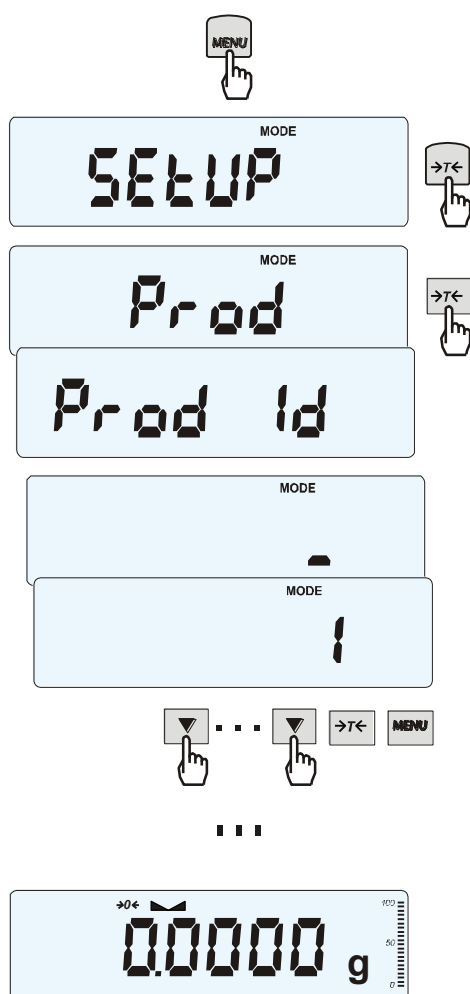 MENU
MODE
SEtUP
→T←
MODE
Prod
→T←
Prod Id
MODE
-
MODE
1
. . . →T← MENU
. . .
→0←
100
0.0000 g
50
0